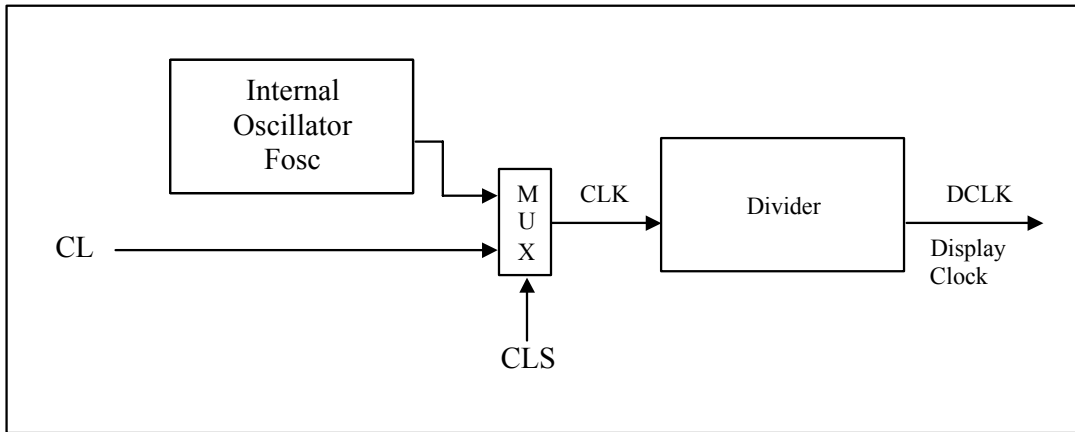 Internal
Oscillator
Fosc
M
U
X
CLK
Divider
DCLK
CL
Display
Clock
CLS